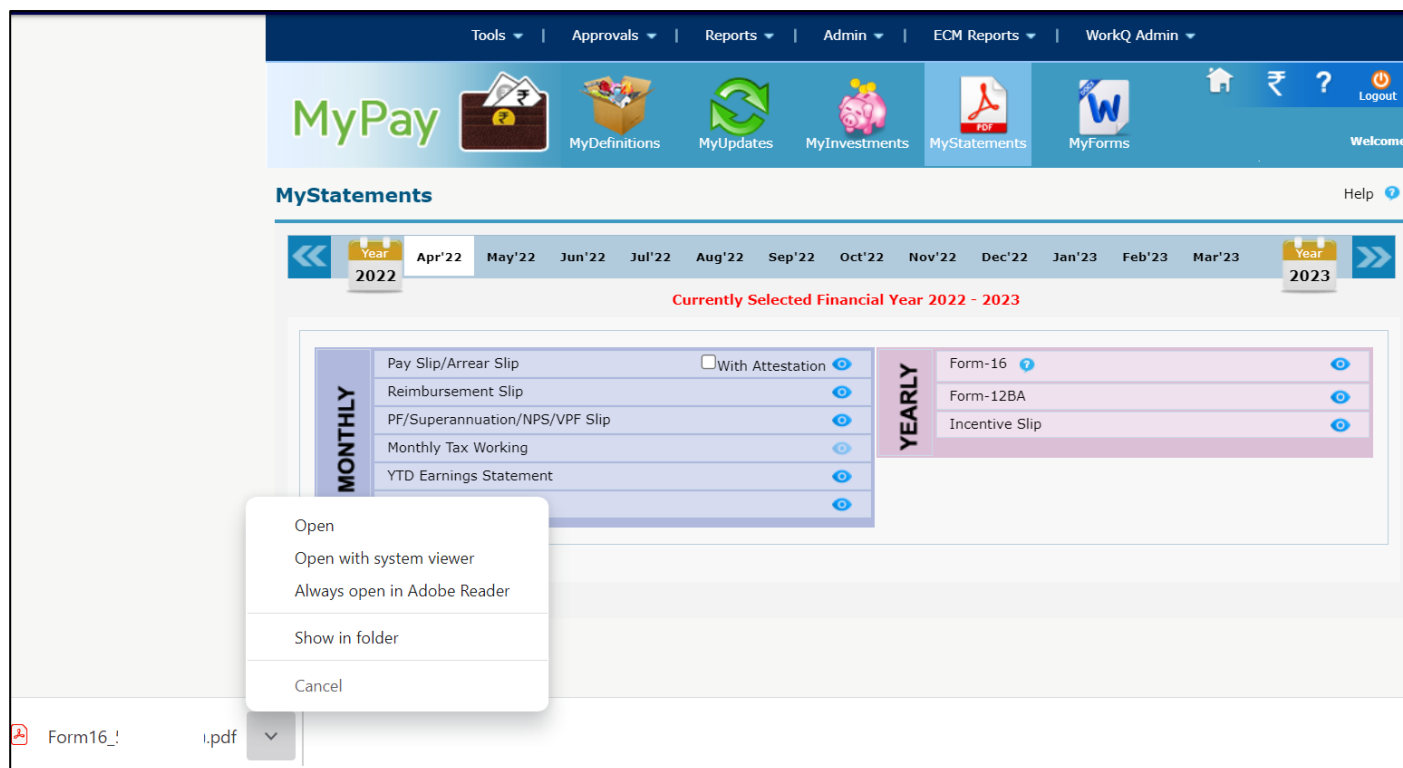 Tools | Approvals | Reports | Admin | ECM Reports | WorkQ Admin
MyPay
MyDefinitions MyUpdates MyInvestments MyStatements MyForms
PDF
W
₹ ? Logout
Welcome
MyStatements
Help ?
Year 2022 Apr'22 May'22 Jun'22 Jul'22 Aug'22 Sep'22 Oct'22 Nov'22 Dec'22 Jan'23 Feb'23 Mar'23 Year 2023
Currently Selected Financial Year 2022 - 2023
MONTHLY
Pay Slip/Arrear Slip With Attestation
Reimbursement Slip
PF/Superannuation/NPS/VPF Slip
Monthly Tax Working
YTD Earnings Statement
YEARLY
Form-16 ?
Form-12BA
Incentive Slip
Open
Open with system viewer
Always open in Adobe Reader
Show in folder
Cancel
Form16_ .pdf